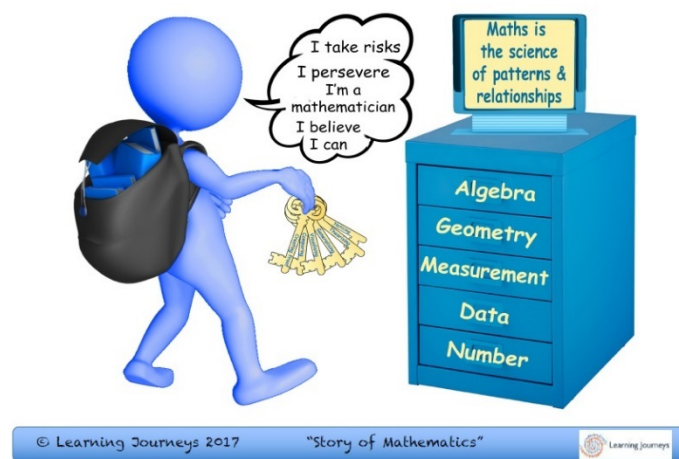 I take risks
I persevere
I'm a
mathematician
I believe
I can
Maths is
the science
of patterns &
relationships
Algebra
Geometry
Measurement
Data
Number
© Learning Journeys 2017 "Story of Mathematics"
Learning Journeys